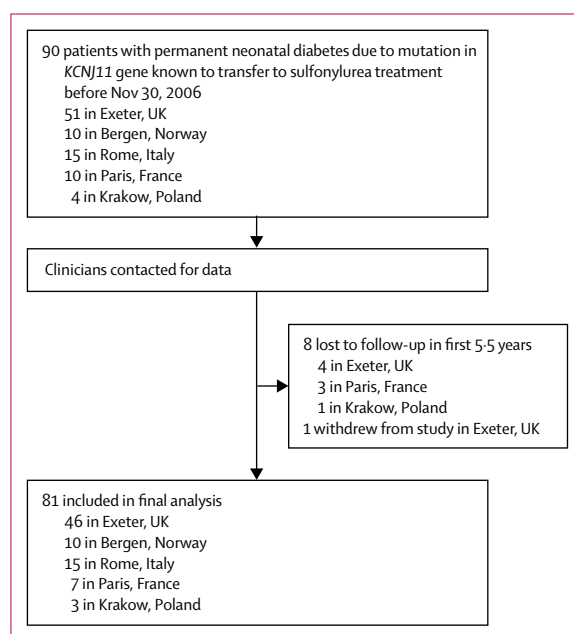 90 patients with permanent neonatal diabetes due to mutation in
KCNJ11 gene known to transfer to sulfonylurea treatment
before Nov 30, 2006
51 in Exeter, UK
10 in Bergen, Norway
15 in Rome, Italy
10 in Paris, France
4 in Krakow, Poland
Clinicians contacted for data
8 lost to follow-up in first 5·5 years
4 in Exeter, UK
3 in Paris, France
1 in Krakow, Poland
1 withdrew from study in Exeter, UK
81 included in final analysis
46 in Exeter, UK
10 in Bergen, Norway
15 in Rome, Italy
7 in Paris, France
3 in Krakow, Poland